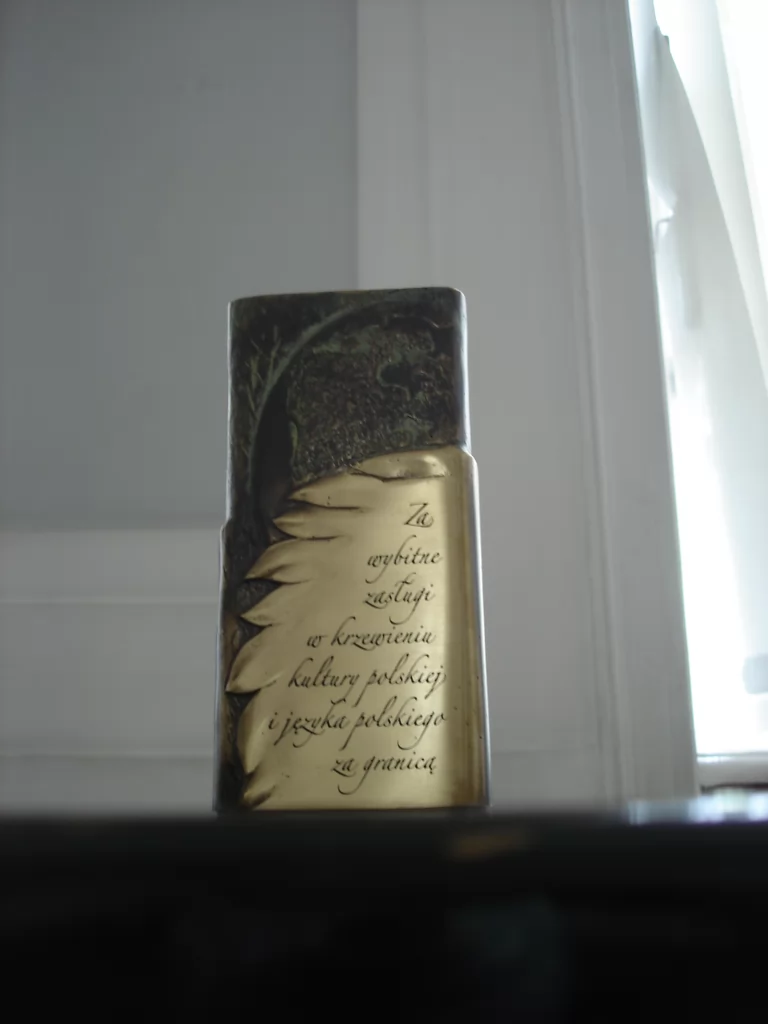 Za
wybitne
zasługi
w krzewieniu
kultury polskiej
i języka polskiego
za granicą